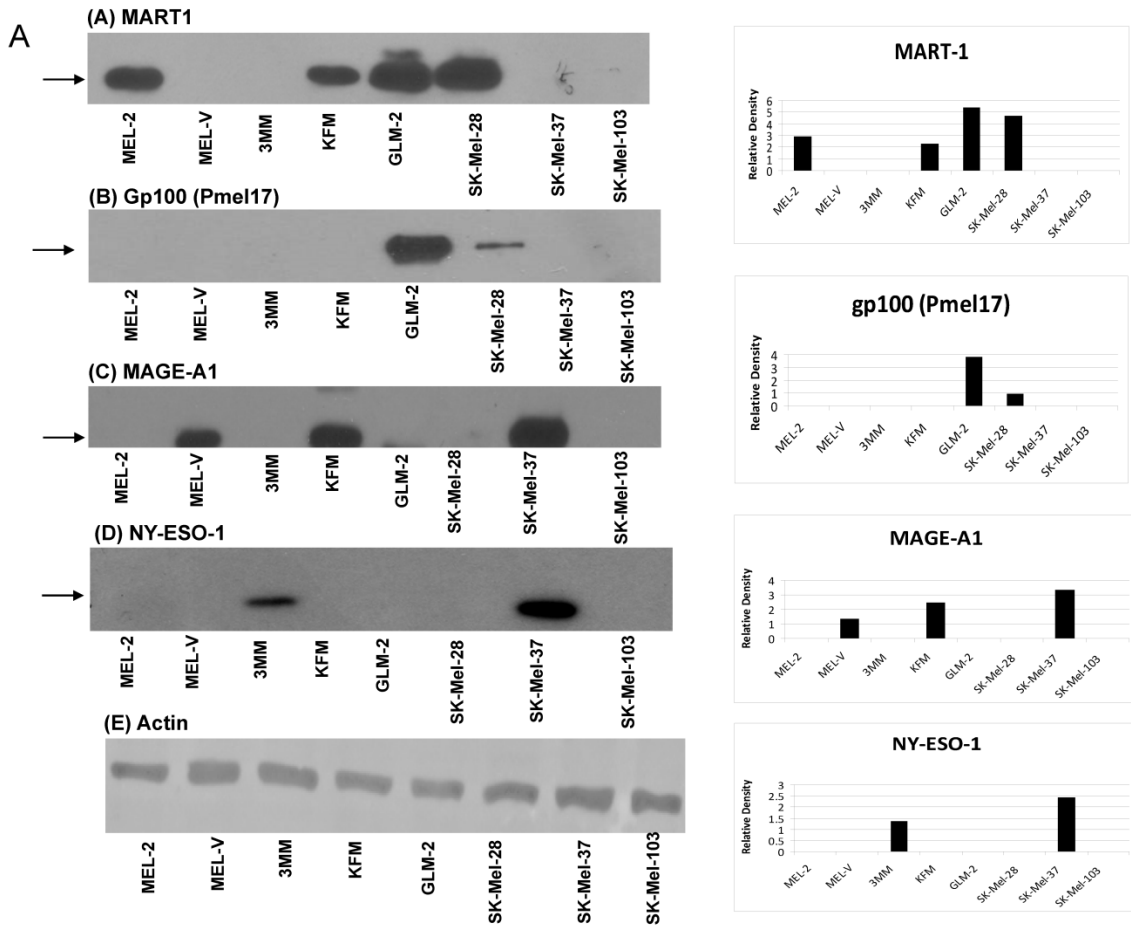 A
(A) MART1
MEL-2
MEL-V
3MM
KFM
GLM-2
SK-Mel-28
SK-Mel-37
SK-Mel-103
(B) Gp100 (Pmel17)
MEL-2
MEL-V
3MM
KFM
GLM-2
SK-Mel-28
SK-Mel-37
SK-Mel-103
(C) MAGE-A1
MEL-2
MEL-V
3MM
KFM
GLM-2
SK-Mel-28
SK-Mel-37
SK-Mel-103
(D) NY-ESO-1
MEL-2
MEL-V
3MM
KFM
GLM-2
SK-Mel-28
SK-Mel-37
SK-Mel-103
(E) Actin
MEL-2
MEL-V
3MM
KFM
GLM-2
SK-Mel-28
SK-Mel-37
SK-Mel-103
MART-1
Relative Density
6
5
4
3
2
1
0
MEL-2
MEL-V
3MM
KFM
GLM-2
SK-Mel-28
SK-Mel-37
SK-Mel-103
gp100 (Pmel17)
Relative Density
4
3
2
1
0
MEL-2
MEL-V
3MM
KFM
GLM-2
SK-Mel-28
SK-Mel-37
SK-Mel-103
MAGE-A1
Relative Density
4
3
2
1
0
MEL-2
MEL-V
3MM
KFM
GLM-2
SK-Mel-28
SK-Mel-37
SK-Mel-103
NY-ESO-1
Relative Density
3
2.5
2
1.5
1
0.5
0
MEL-2
MEL-V
3MM
KFM
GLM-2
SK-Mel-28
SK-Mel-37
SK-Mel-103